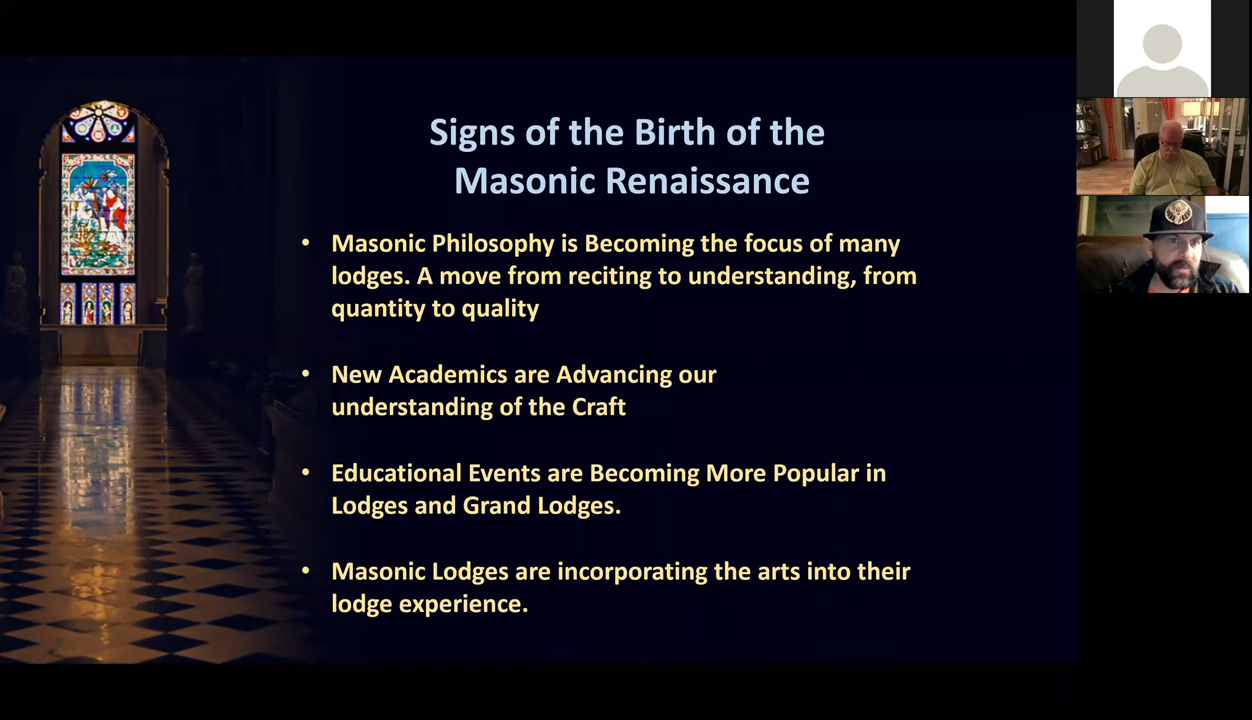 Signs of the Birth of the
Masonic Renaissance
• Masonic Philosophy is Becoming the focus of many
lodges. A move from reciting to understanding, from
quantity to quality
• New Academics are Advancing our
understanding of the Craft
• Educational Events are Becoming More Popular in
Lodges and Grand Lodges.
• Masonic Lodges are incorporating the arts into their
lodge experience.